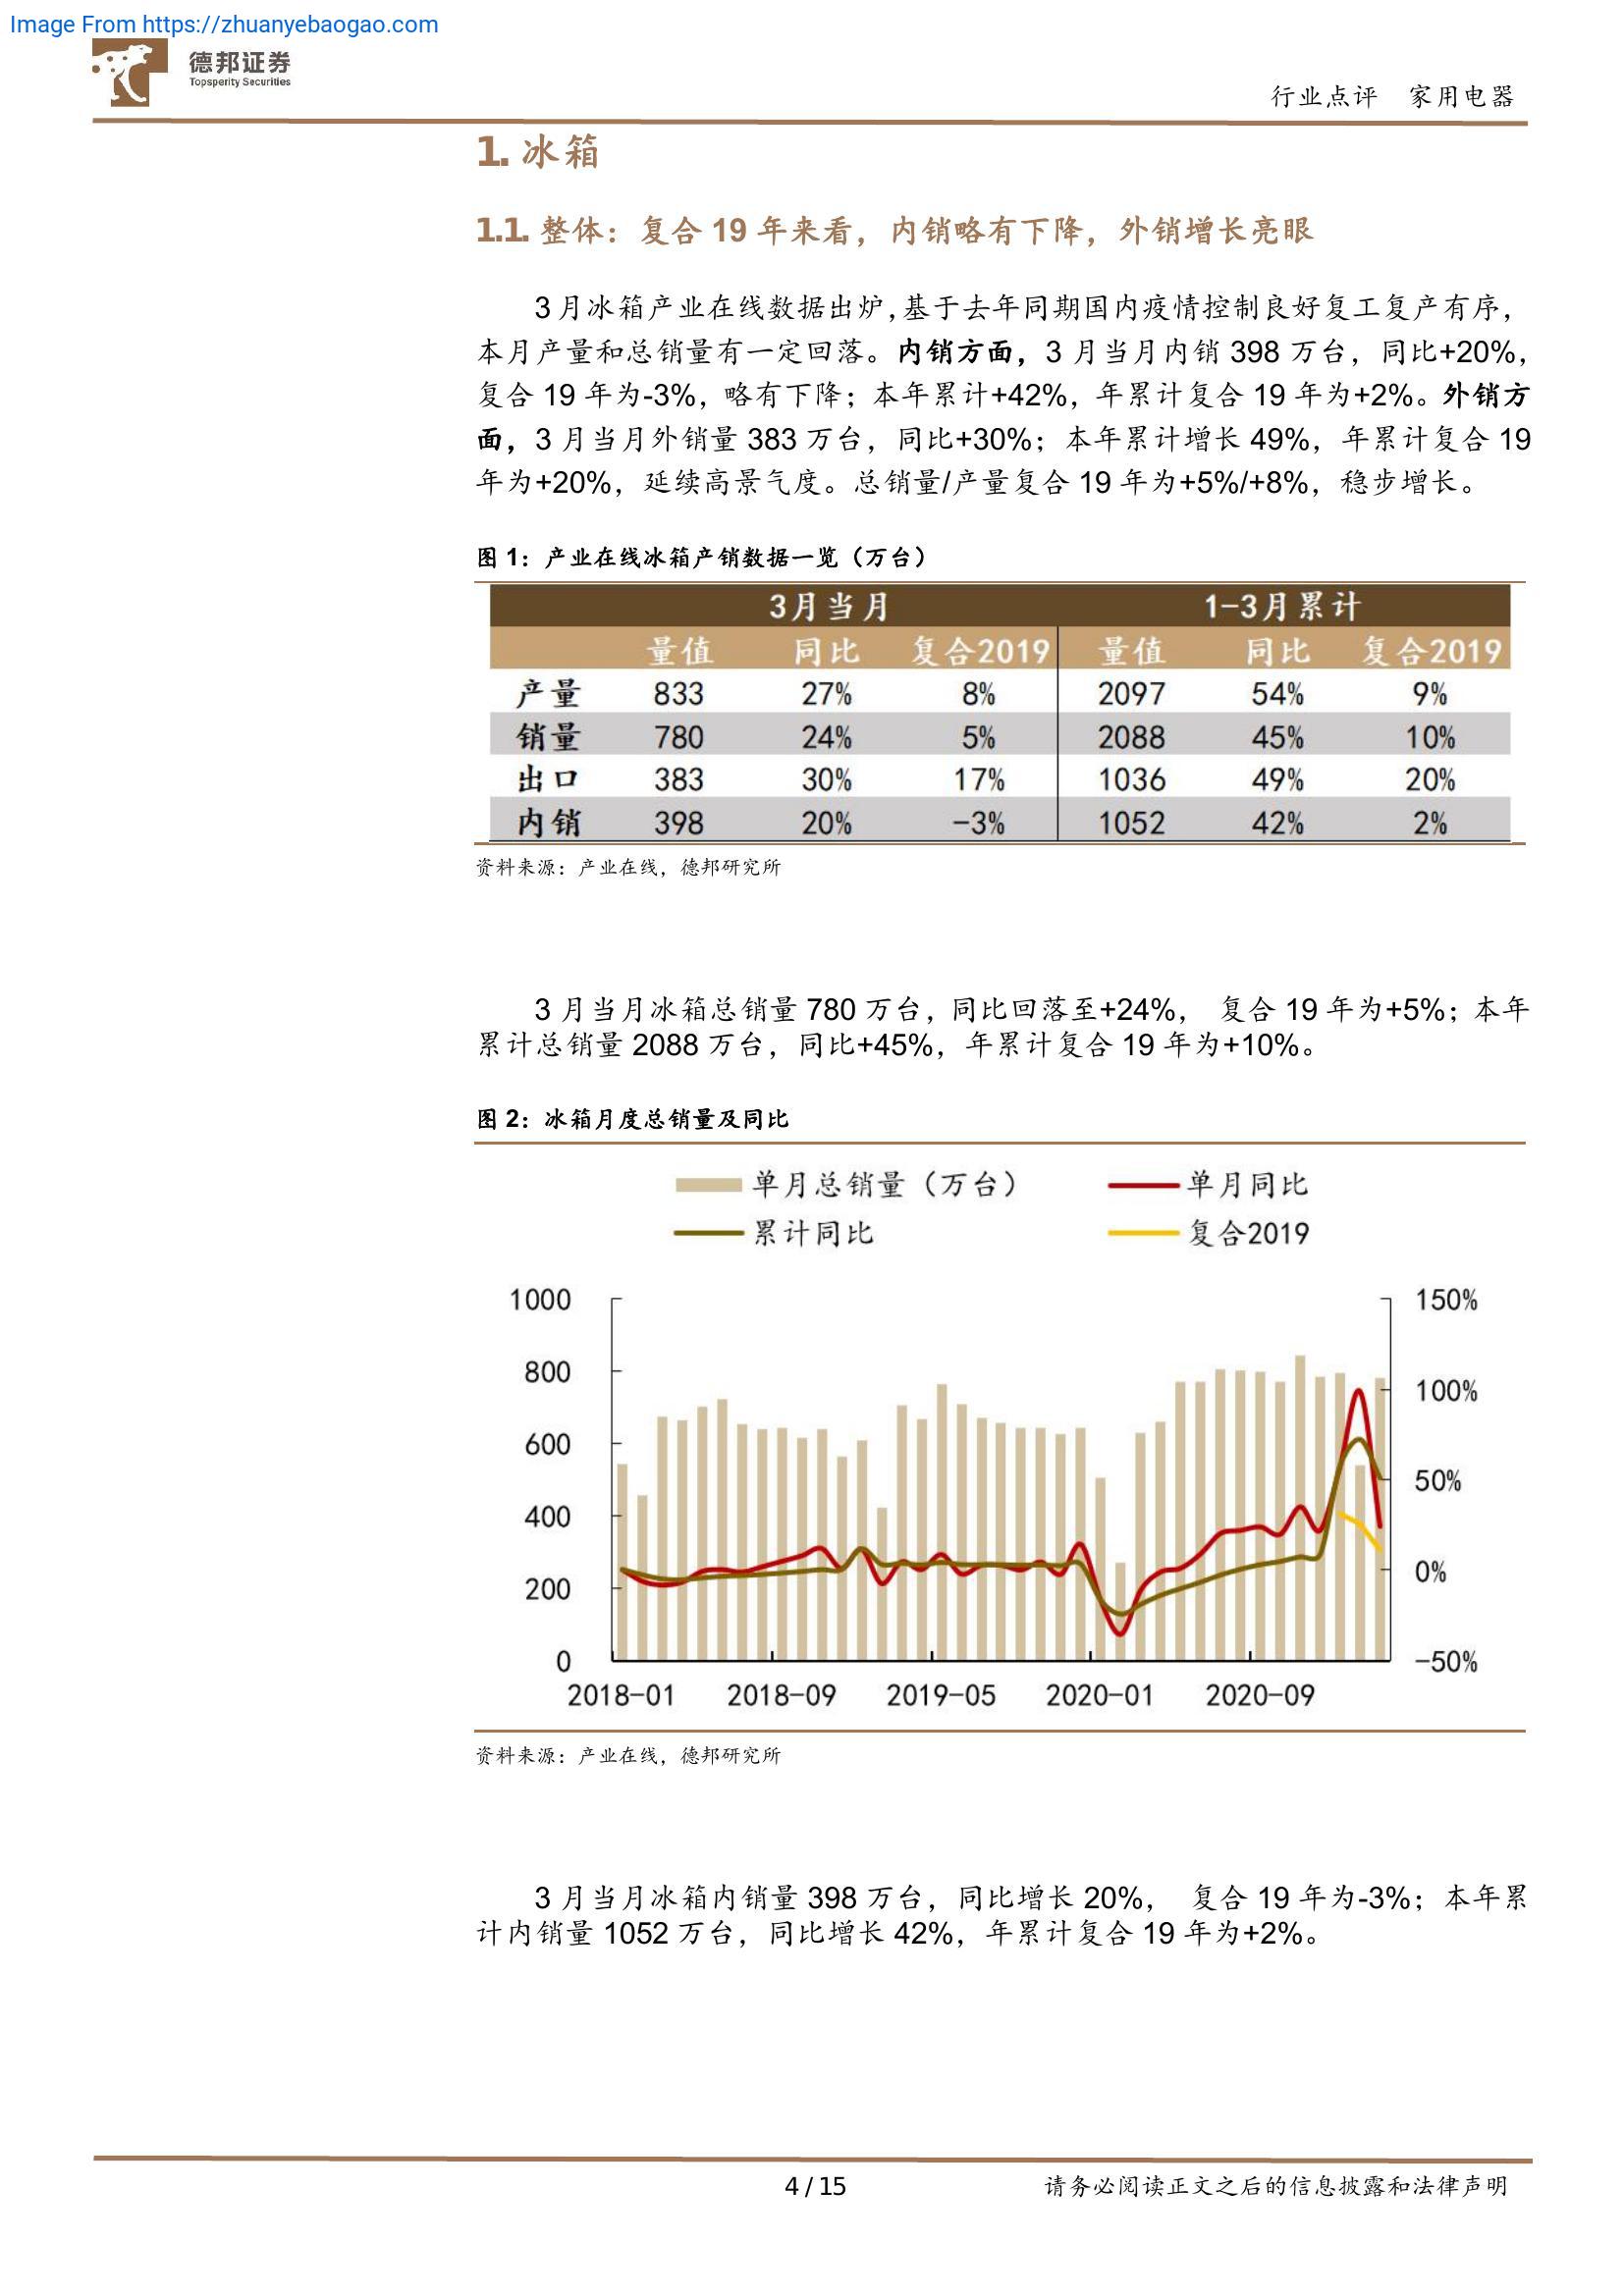 Image From https://zhuanyebaogao.com
德邦证券
Topsperity Securities
行业点评 家用电器
1. 冰箱
1.1. 整体：复合 19 年来看，内销略有下降，外销增长亮眼
3 月冰箱产业在线数据出炉，基于去年同期国内疫情控制良好复工复产有序，
本月产量和总销量有一定回落。内销方面，3 月当月内销 398 万台，同比+20%，
复合 19 年为-3%，略有下降；本年累计+42%，年累计复合 19 年为+2%。外销方
面，3 月当月外销量 383 万台，同比+30%；本年累计增长 49%，年累计复合 19
年为+20%，延续高景气度。总销量/产量复合 19 年为+5%/+8%，稳步增长。
图 1：产业在线冰箱产销数据一览（万台）
3月当月 1-3月累计
量值 同比 复合2019 量值 同比 复合2019
产量 833 27% 8% 2097 54% 9%
销量 780 24% 5% 2088 45% 10%
出口 383 30% 17% 1036 49% 20%
内销 398 20% -3% 1052 42% 2%
资料来源：产业在线，德邦研究所
3 月当月冰箱总销量 780 万台，同比回落至+24%， 复合 19 年为+5%；本年
累计总销量 2088 万台，同比+45%，年累计复合 19 年为+10%。
图 2：冰箱月度总销量及同比
单月总销量（万台） 单月同比
累计同比 复合2019
1000 150%
800 100%
600 50%
400 0%
200 -50%
0
2018-01 2018-09 2019-05 2020-01 2020-09
资料来源：产业在线，德邦研究所
3 月当月冰箱内销量 398 万台，同比增长 20%， 复合 19 年为-3%；本年累
计内销量 1052 万台，同比增长 42%，年累计复合 19 年为+2%。
4 / 15 请务必阅读正文之后的信息披露和法律声明